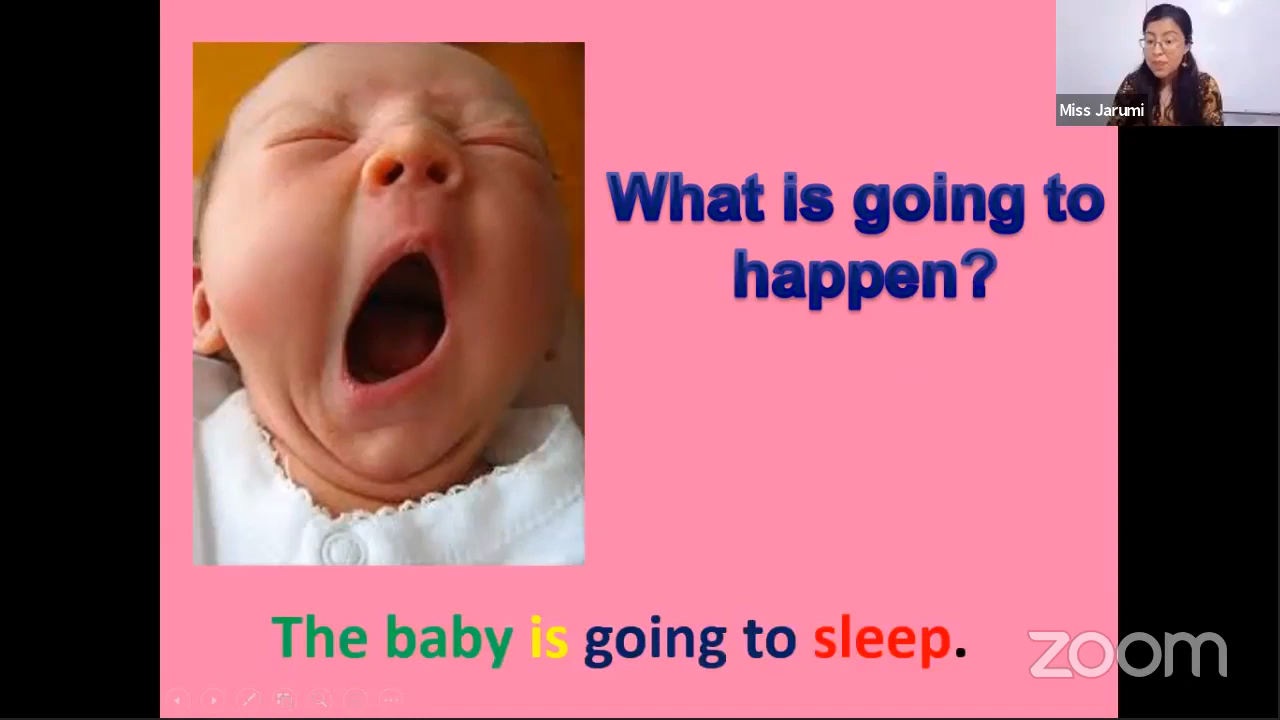 Miss Jarumi
What is going to
happen?
The baby is going to sleep.
zoom